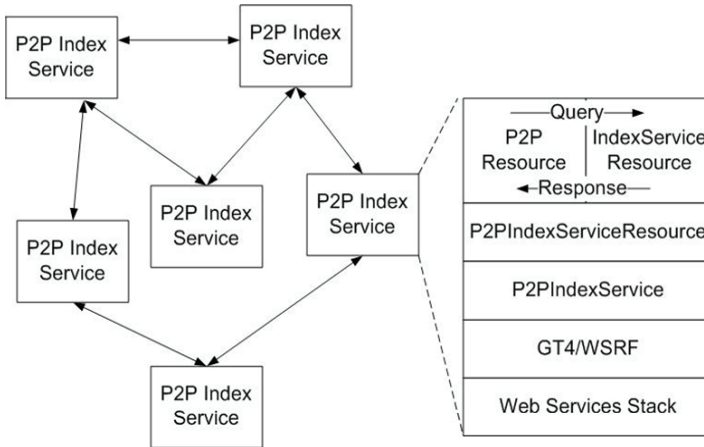 P2P Index
Service
P2P Index
Service
P2P Index
Service
P2P Index
Service
P2P Index
Service
P2P Index
Service
Query
P2P
Resource
IndexService
Resource
Response
P2PIndexServiceResource
P2PIndexService
GT4/WSRF
Web Services Stack